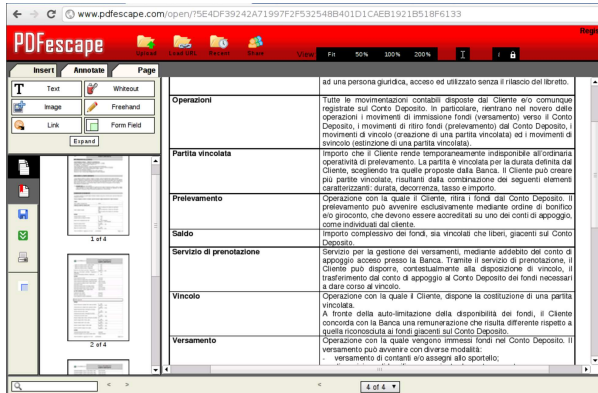 www.pdfescape.com/open/?5E4DF39242A71997F2F532548B401D1CAEB1921B518F6133
PDFescape
Upload Load URL Recent Share View Fit 50% 100% 200% I i
Regis
Insert Annotate Page
T Text Whiteout
Image Freehand
Link Form Field
Expand
1 of 4
2 of 4
ad una persona giuridica, acceso ed utilizzato senza il rilascio del libretto.
Operazioni
Tutte le movimentazioni contabili disposte dal Cliente e/o comunque
registrate sul Conto Deposito. In particolare, rientrano nel novero delle
operazioni i movimenti di immissione fondi (versamento) verso il Conto
Deposito, i movimenti di ritiro fondi (prelevamento) dal Conto Deposito, i
movimenti di vincolo (creazione di una partita vincolata) ed i movimenti di
svincolo (estinzione di una partita vincolata).
Partita vincolata
Importo che il Cliente rende temporaneamente indisponibile all'ordinaria
operatività di prelevamento. La partita è vincolata per la durata definita dal
Cliente, scegliendo tra quelle proposte dalla Banca. Il Cliente può creare
più partite vincolate, risultanti dalla combinazione dei seguenti elementi
caratterizzanti: durata, decorrenza, tasso e importo.
Prelevamento
Operazione con la quale il Cliente, ritira i fondi dal Conto Deposito. Il
prelevamento può avvenire esclusivamente mediante ordine di bonifico
e/o giroconto, che devono essere accreditati su uno dei conti di appoggio,
come individuati dal cliente.
Saldo
Importo complessivo dei fondi, sia vincolati che liberi, giacenti sul Conto
Deposito.
Servizio di prenotazione
Servizio per la gestione dei versamenti, mediante addebito del conto di
appoggio acceso presso la Banca. Tramite il servizio di prenotazione, il
Cliente può disporre, contestualmente alla disposizione di vincolo, il
trasferimento dal conto di appoggio al Conto Deposito dei fondi necessari
a dare corso al vincolo.
Vincolo
Operazione con la quale il Cliente, dispone la costituzione di una partita
vincolata.
A fronte della auto-limitazione della disponibilità dei fondi, il Cliente
concorda con la Banca una remunerazione che risulta differente rispetto a
quella riconosciuta ai fondi giacenti sul Conto Deposito.
Versamento
Operazione con la quale vengono immessi fondi nel Conto Deposito. Il
versamento può avvenire con diverse modalità:
- versamento di contanti e/o assegni allo sportello;
< > < 4 of 4